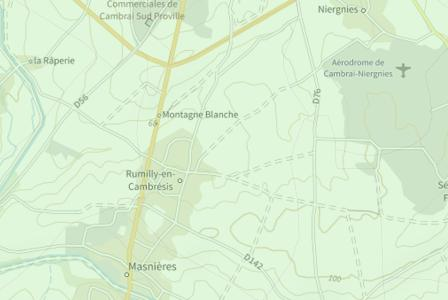 Commerciales de
Cambrai Sud Proville
Niergnies
la Râperie
Aérodrome de
Cambrai-Niergnies
D56
D76
Montagne Blanche
Rumilly-en-
Cambrésis
Masnières
D142
100